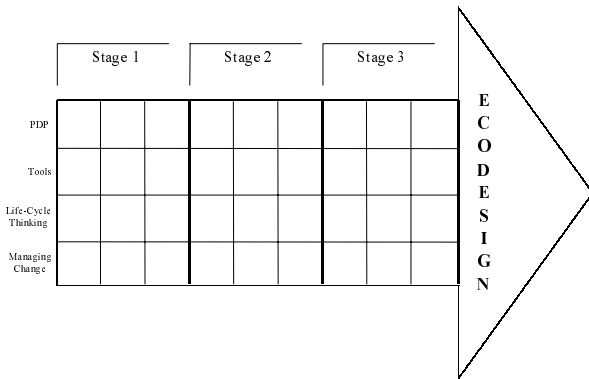 Stage 1
Stage 2
Stage 3
PDP
Tools
Life-Cycle
Thinking
Managing
Change
E
C
O
D
E
S
I
G
N